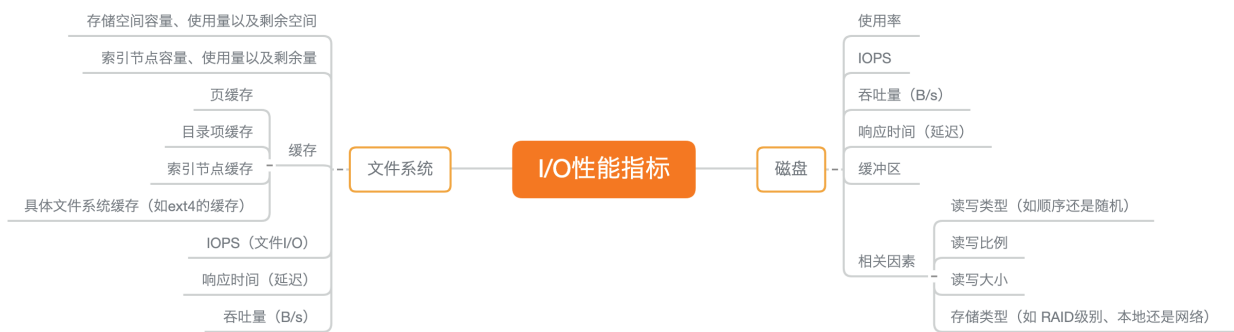 存储空间容量、使用量以及剩余空间
索引节点容量、使用量以及剩余量
页缓存
目录项缓存
索引节点缓存
具体文件系统缓存（如ext4的缓存）
缓存
IOPS（文件I/O）
响应时间（延迟）
吞吐量（B/s）
文件系统
I/O性能指标
磁盘
使用率
IOPS
吞吐量（B/s）
响应时间（延迟）
缓冲区
相关因素
读写类型（如顺序还是随机）
读写比例
读写大小
存储类型（如 RAID级别、本地还是网络）